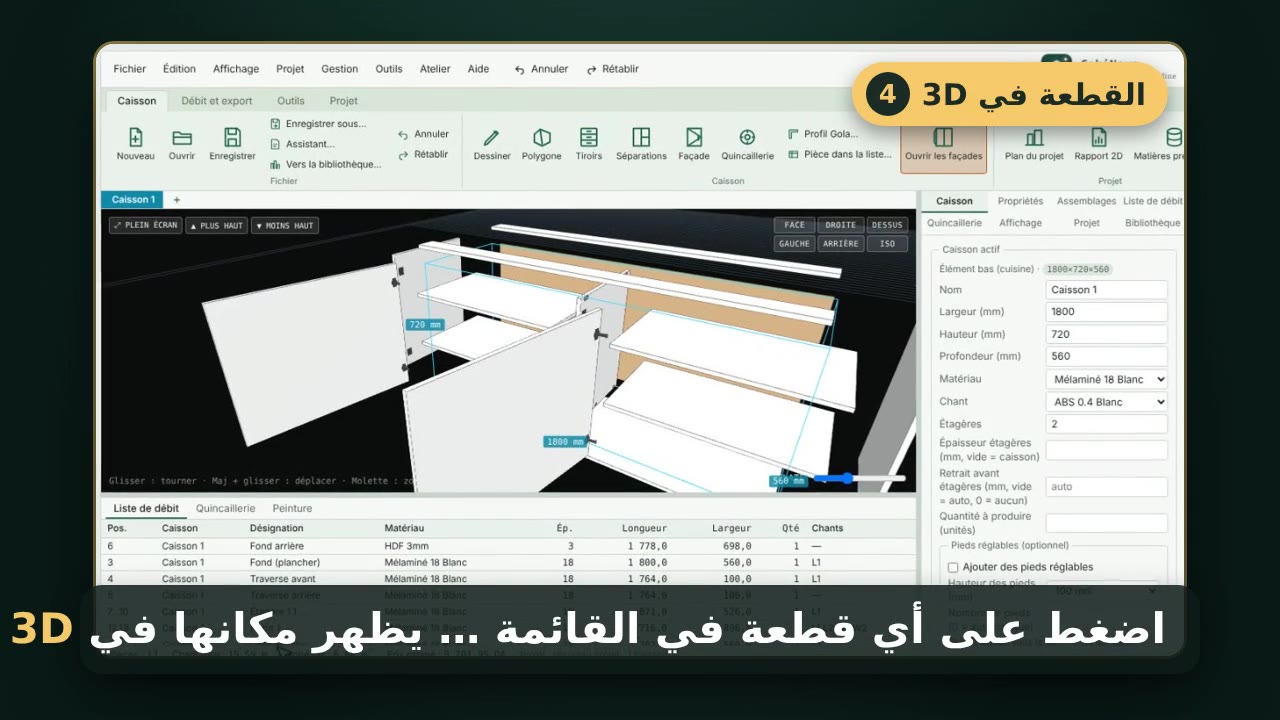 Fichier Édition Affichage Projet Gestion Outils Atelier Aide Annuler Rétablir
4 القطعة في 3D
Caisson Débit et export Outils Projet
Nouveau Ouvrir Enregistrer
Enregistrer sous...
Assistant...
Vers la bibliothèque...
Annuler
Rétablir
Fichier
Dessiner Polygone Tiroirs Séparations Façade Quincaillerie
Profil Gola...
Pièce dans la liste...
Ouvrir les façades
Caisson
Plan du projet Rapport 2D
Projet
Caisson 1 +
PLEIN ÉCRAN ▲ PLUS HAUT ▼ MOINS HAUT
FACE DROITE DESSUS
GAUCHE ARRIÈRE ISO
720 mm
1800 mm
560 mm
Glisser : tourner · Maj + glisser : déplacer · Molette :
Caisson Propriétés Assemblages Liste de débit
Quincaillerie Affichage Projet Bibliothèque
Caisson actif
Élément bas (cuisine) · 1800×720×560
Nom Caisson 1
Largeur (mm) 1800
Hauteur (mm) 720
Profondeur (mm) 560
Matériau Mélaminé 18 Blanc
Chant ABS 0.4 Blanc
Étagères 2
Épaisseur étagères
(mm, vide = caisson)
Retrait avant
étagères (mm, vide
= auto, 0 = aucun)
auto
Quantité à produire
(unités)
Pieds réglables (optionnel)
Ajouter des pieds réglables
Hauteur des pieds
Liste de débit Quincaillerie Peinture
Pos. Caisson Désignation Matériau Ép. Longueur Largeur Qté Chants
6 Caisson 1 Fond arrière HDF 3mm 3 1 778,0 698,0 1 —
3 Caisson 1 Fond (plancher) Mélaminé 18 Blanc 18 1 800,0 560,0 1 L1
4 Caisson 1 Traverse avant Mélaminé 18 Blanc 18 1 764,0 100,0 1 L1
اضغط على أي قطعة في القائمة ... يظهر مكانها في 3D